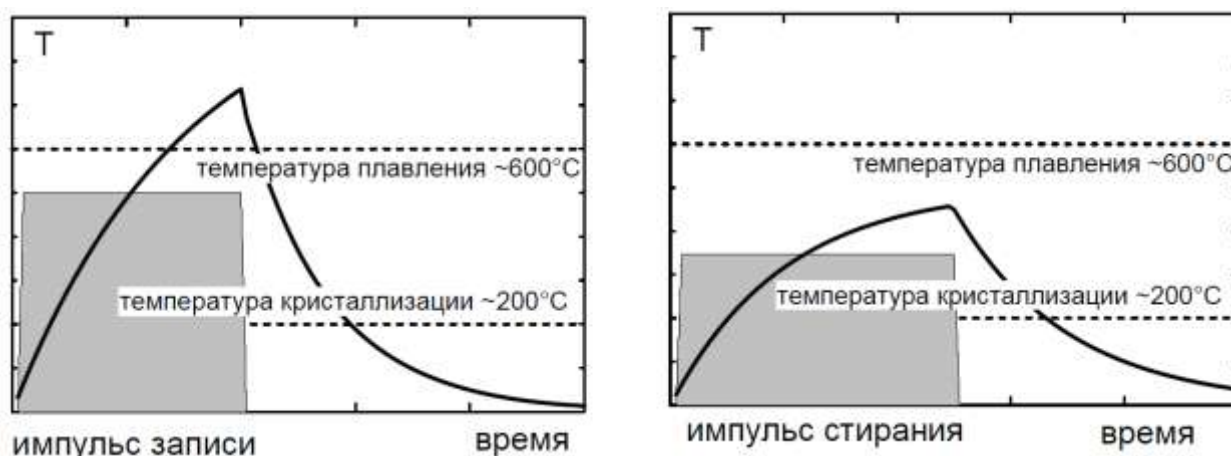 T
температура плавления ~600°C
температура кристаллизации ~200°C
импульс записи
время
T
температура плавления ~600°C
температура кристаллизации ~200°C
импульс стирания
время